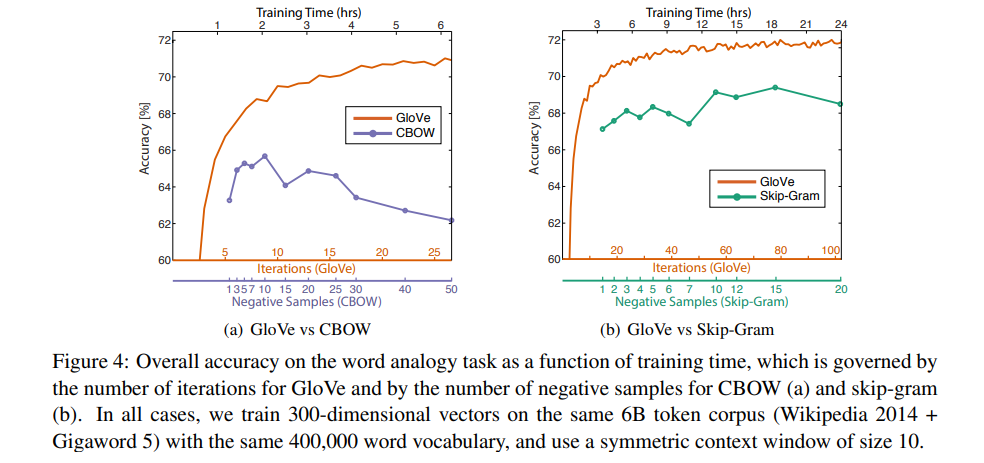 Training Time (hrs)
1 2 3 4 5 6
72
70
68
66
64
62
60
Accuracy [%]
GloVe
CBOW
5 10 15 20 25
Iterations (GloVe)
1 3 5 7 10 15 20 25 30 40 50
Negative Samples (CBOW)
(a) GloVe vs CBOW
Training Time (hrs)
3 6 9 12 15 18 21 24
72
70
68
66
64
62
60
Accuracy [%]
GloVe
Skip-Gram
20 40 60 80 100
Iterations (GloVe)
1 2 3 4 5 6 7 10 12 15 20
Negative Samples (Skip-Gram)
(b) GloVe vs Skip-Gram
Figure 4: Overall accuracy on the word analogy task as a function of training time, which is governed by
the number of iterations for GloVe and by the number of negative samples for CBOW (a) and skip-gram
(b). In all cases, we train 300-dimensional vectors on the same 6B token corpus (Wikipedia 2014 +
Gigaword 5) with the same 400,000 word vocabulary, and use a symmetric context window of size 10.